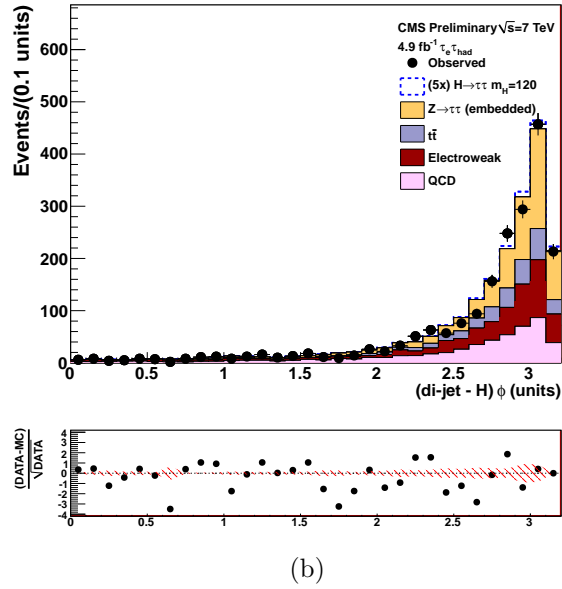 CMS Preliminary √s=7 TeV
4.9 fb⁻¹ τₑ τ_had
Observed
(5x) H→ττ m_H=120
Z→ττ (embedded)
tt̄
Electroweak
QCD
Events/(0.1 units)
600
500
400
300
200
100
0
0 0.5 1 1.5 2 2.5 3
(di-jet - H) ϕ (units)
(DATA-MC)
√DATA
4
3
2
1
0
-1
-2
-3
-4
0 0.5 1 1.5 2 2.5 3
(b)